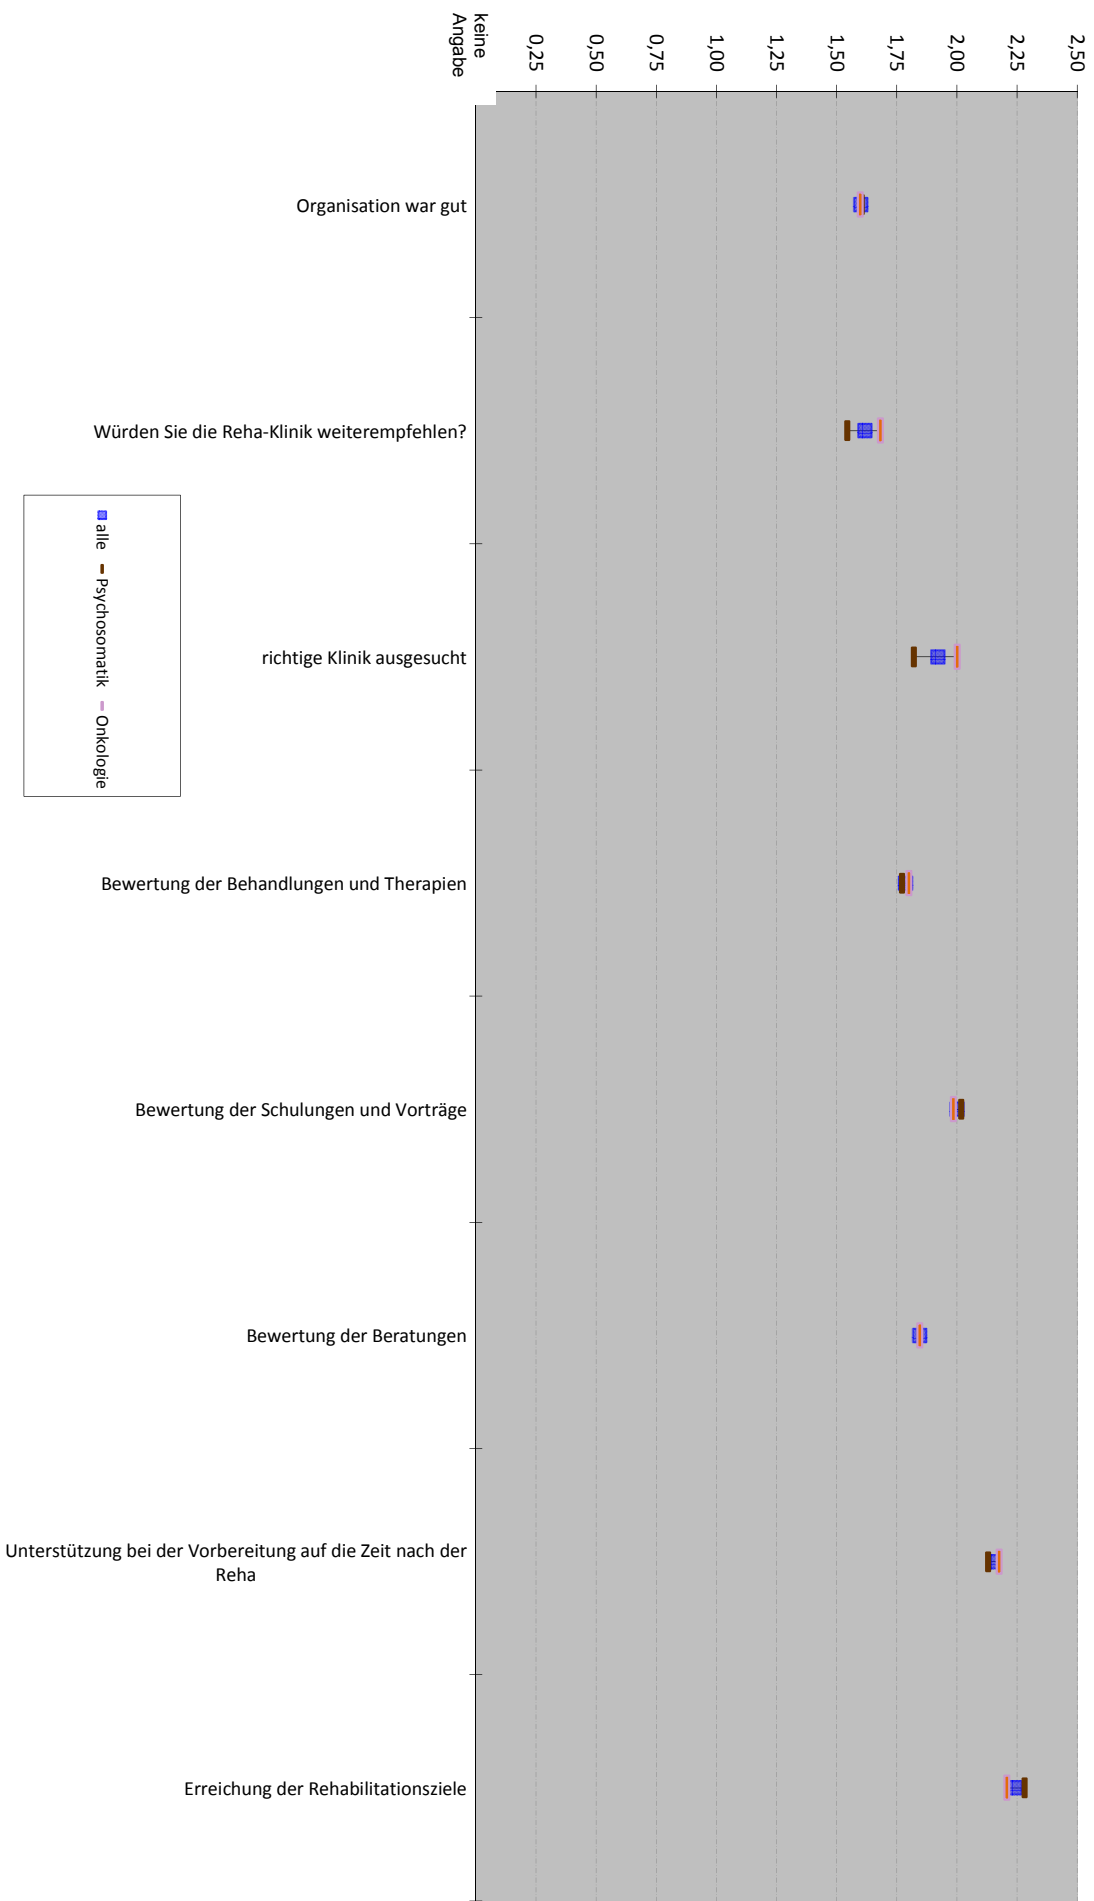 2,50
2,25
2,00
1,75
1,50
1,25
1,00
0,75
0,50
0,25
keine
Angabe
Organisation war gut
Würden Sie die Reha-Klinik weiterempfehlen?
richtige Klinik ausgesucht
Bewertung der Behandlungen und Therapien
Bewertung der Schulungen und Vorträge
Bewertung der Beratungen
Unterstützung bei der Vorbereitung auf die Zeit nach der
Reha
Erreichung der Rehabilitationsziele
alle Psychosomatik Onkologie